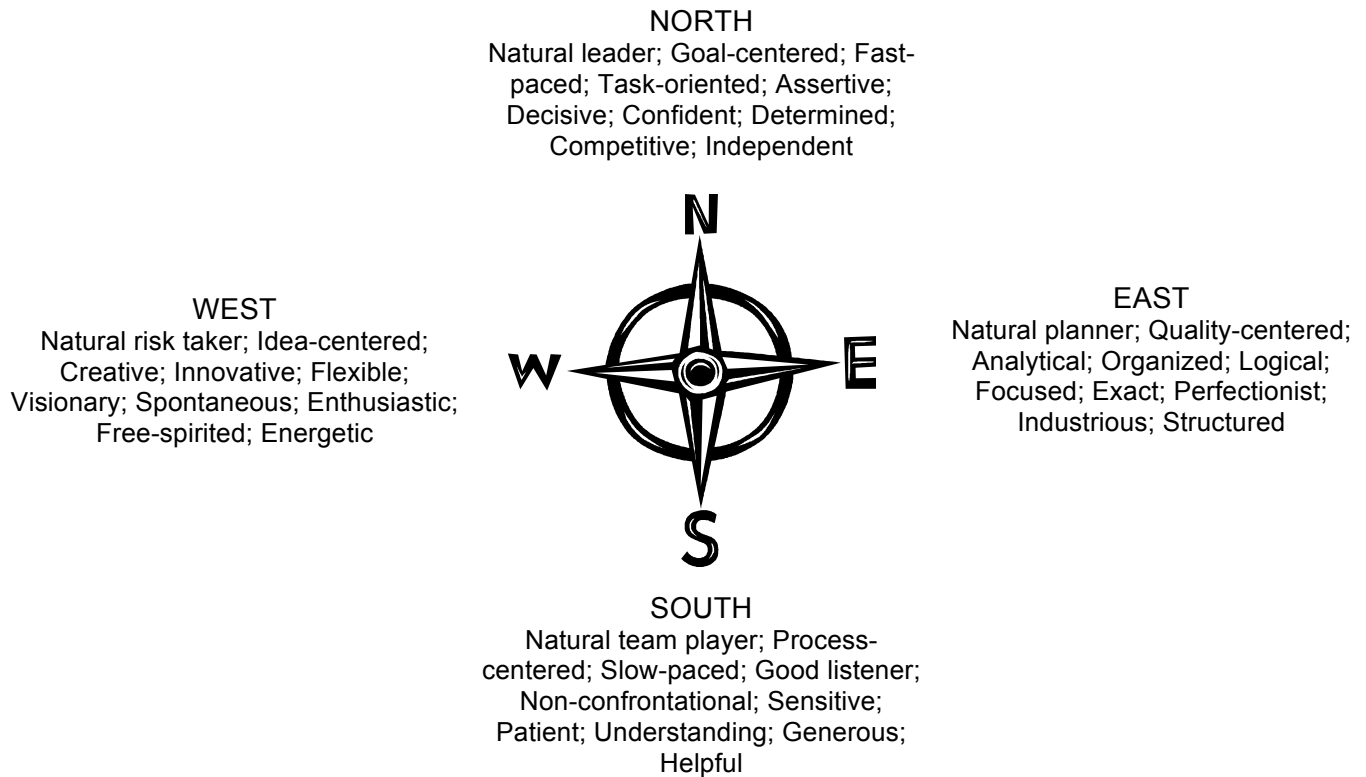 NORTH
Natural leader; Goal-centered; Fast-
paced; Task-oriented; Assertive;
Decisive; Confident; Determined;
Competitive; Independent
N
WEST
Natural risk taker; Idea-centered;
Creative; Innovative; Flexible;
Visionary; Spontaneous; Enthusiastic;
Free-spirited; Energetic
W
E
EAST
Natural planner; Quality-centered;
Analytical; Organized; Logical;
Focused; Exact; Perfectionist;
Industrious; Structured
S
SOUTH
Natural team player; Process-
centered; Slow-paced; Good listener;
Non-confrontational; Sensitive;
Patient; Understanding; Generous;
Helpful